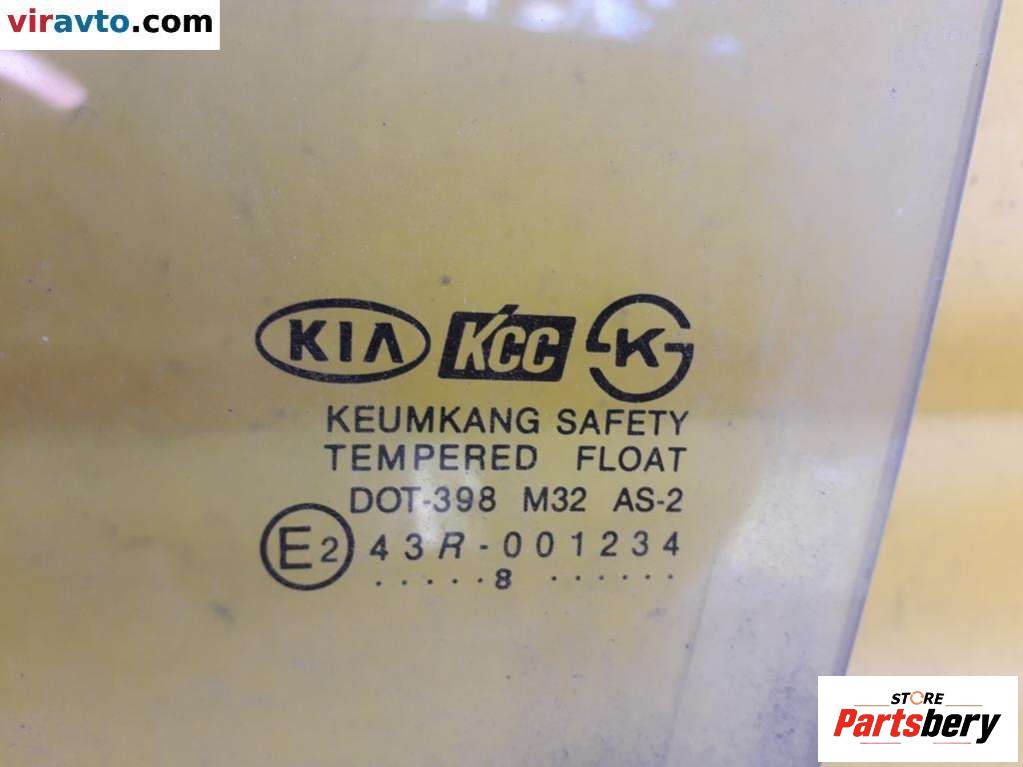 viravto.com
KIA KCC K
KEUMKANG SAFETY
TEMPERED FLOAT
DOT-398 M32 AS-2
E2 43R-001234
.....8 ......
STORE
Partsbery